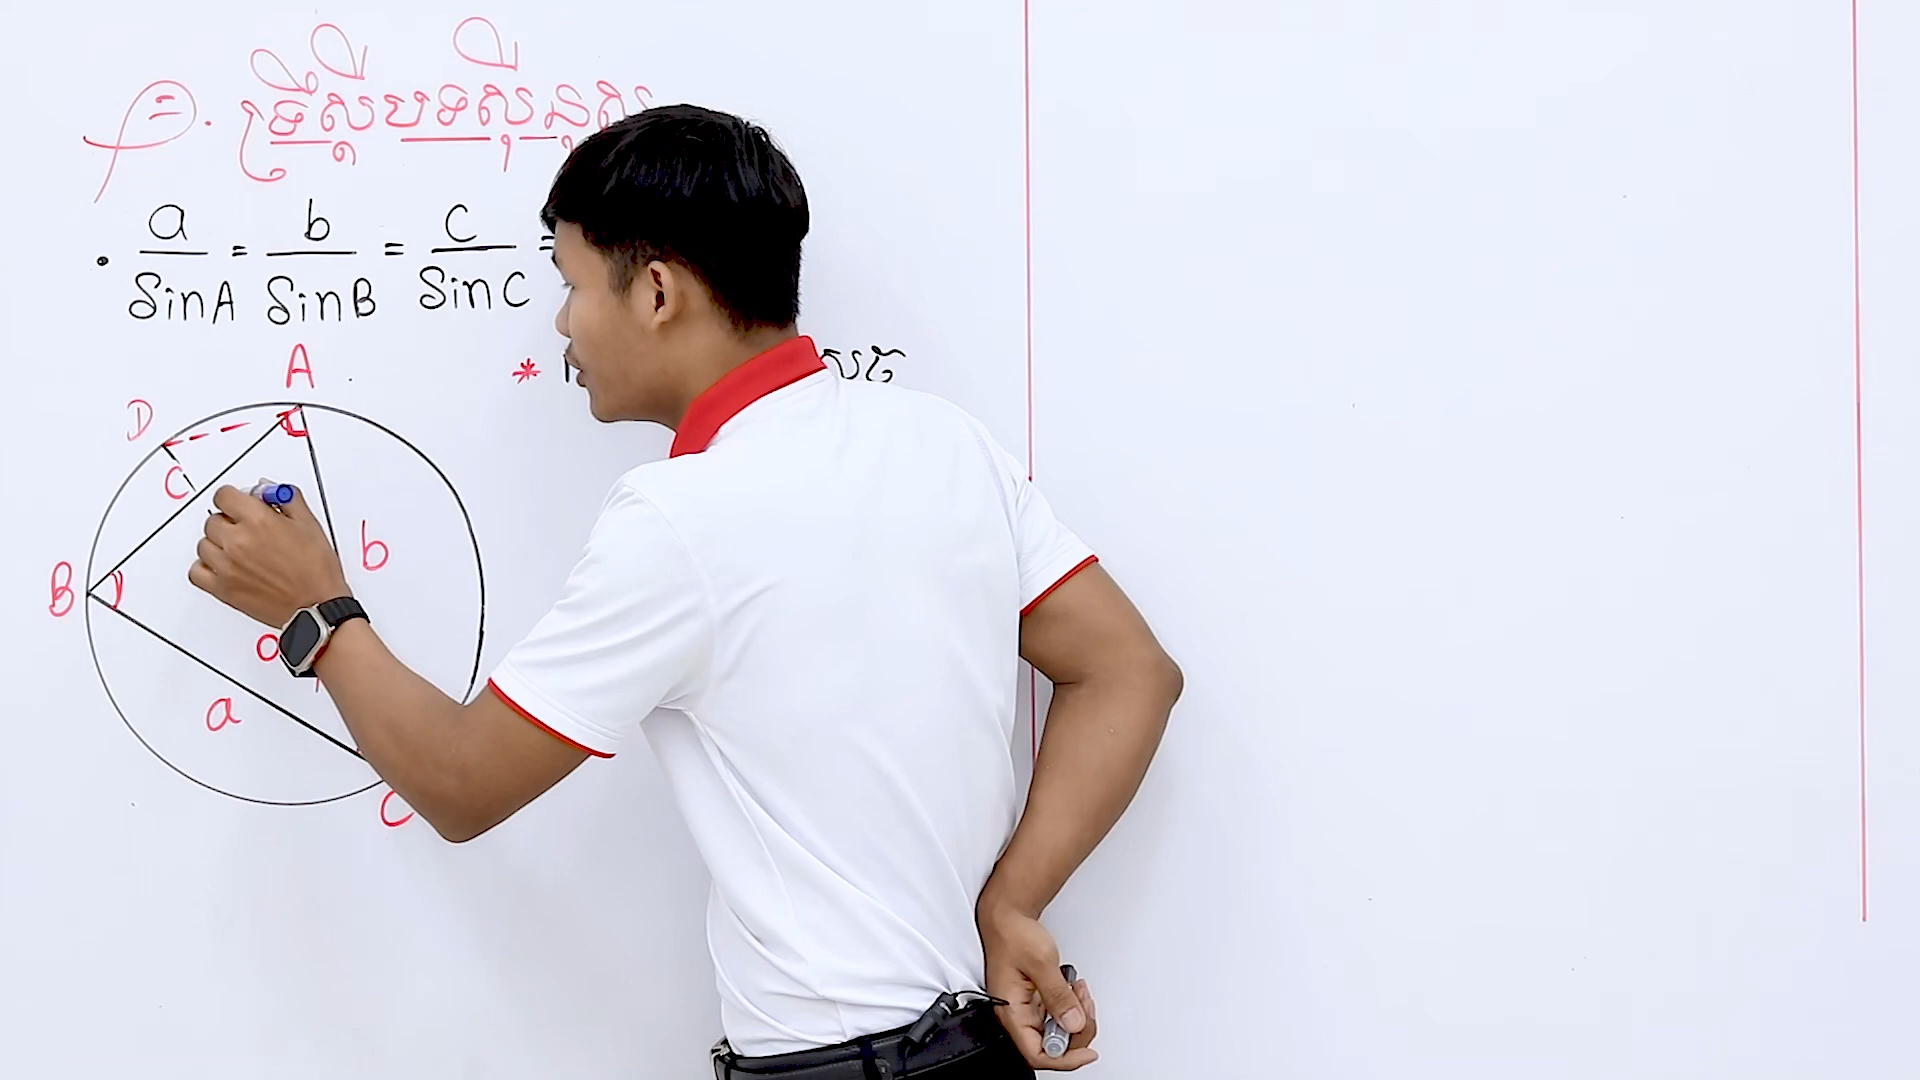 ទ្រឹស្តីបទស៊ីនុស
• a/sinA = b/sinB = c/sinC =
A
*
D
c
b
B
O
a
C